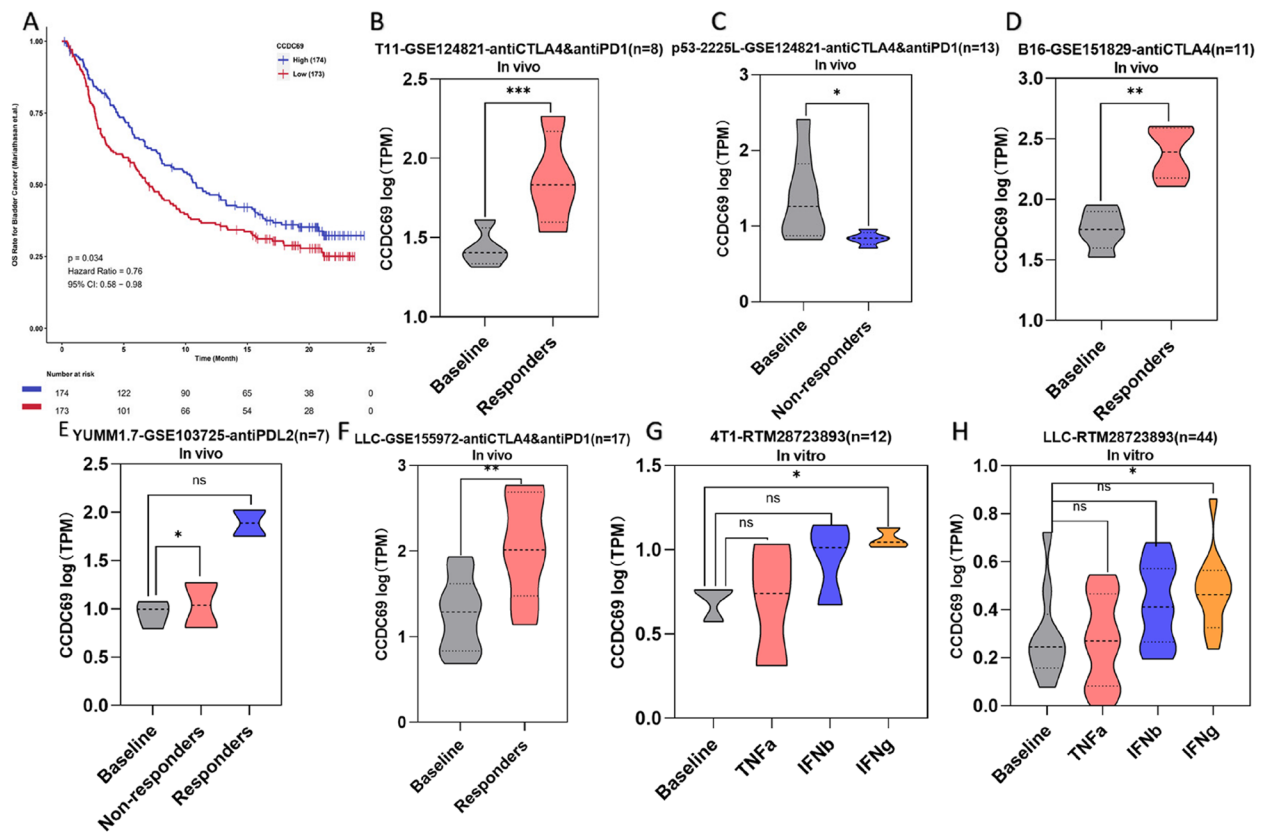 A
CCDC69
High (174)
Low (173)
OS Rate for Bladder Cancer (Mariathasan et.al.)
1.00
0.75
0.50
0.25
0.00
p = 0.034
Hazard Ratio = 0.76
95% CI: 0.58 − 0.98
0 5 10 15 20 25
Time (Month)
Number at risk
174 122 90 65 38 0
173 101 66 54 28 0
B
T11-GSE124821-antiCTLA4&antiPD1(n=8)
In vivo
CCDC69 log(TPM)
2.5
2.0
1.5
1.0
***
Baseline
Responders
C
p53-2225L-GSE124821-antiCTLA4&antiPD1(n=13)
In vivo
CCDC69 log(TPM)
3
2
1
0
*
Baseline
Non-responders
D
B16-GSE151829-antiCTLA4(n=11)
In vivo
CCDC69 log(TPM)
3.0
2.5
2.0
1.5
1.0
**
Baseline
Responders
E
YUMM1.7-GSE103725-antiPDL2(n=7)
In vivo
CCDC69 log(TPM)
2.5
2.0
1.5
1.0
0.5
0.0
ns
*
Baseline
Non-responders
Responders
F
LLC-GSE155972-antiCTLA4&antiPD1(n=17)
In vivo
CCDC69 log(TPM)
3
2
1
0
**
Baseline
Responders
G
4T1-RTM28723893(n=12)
In vitro
CCDC69 log(TPM)
1.5
1.0
0.5
0.0
*
ns
ns
Baseline
TNFa
IFNb
IFNg
H
LLC-RTM28723893(n=44)
In vitro
CCDC69 log(TPM)
1.0
0.8
0.6
0.4
0.2
0.0
*
ns
ns
Baseline
TNFa
IFNb
IFNg